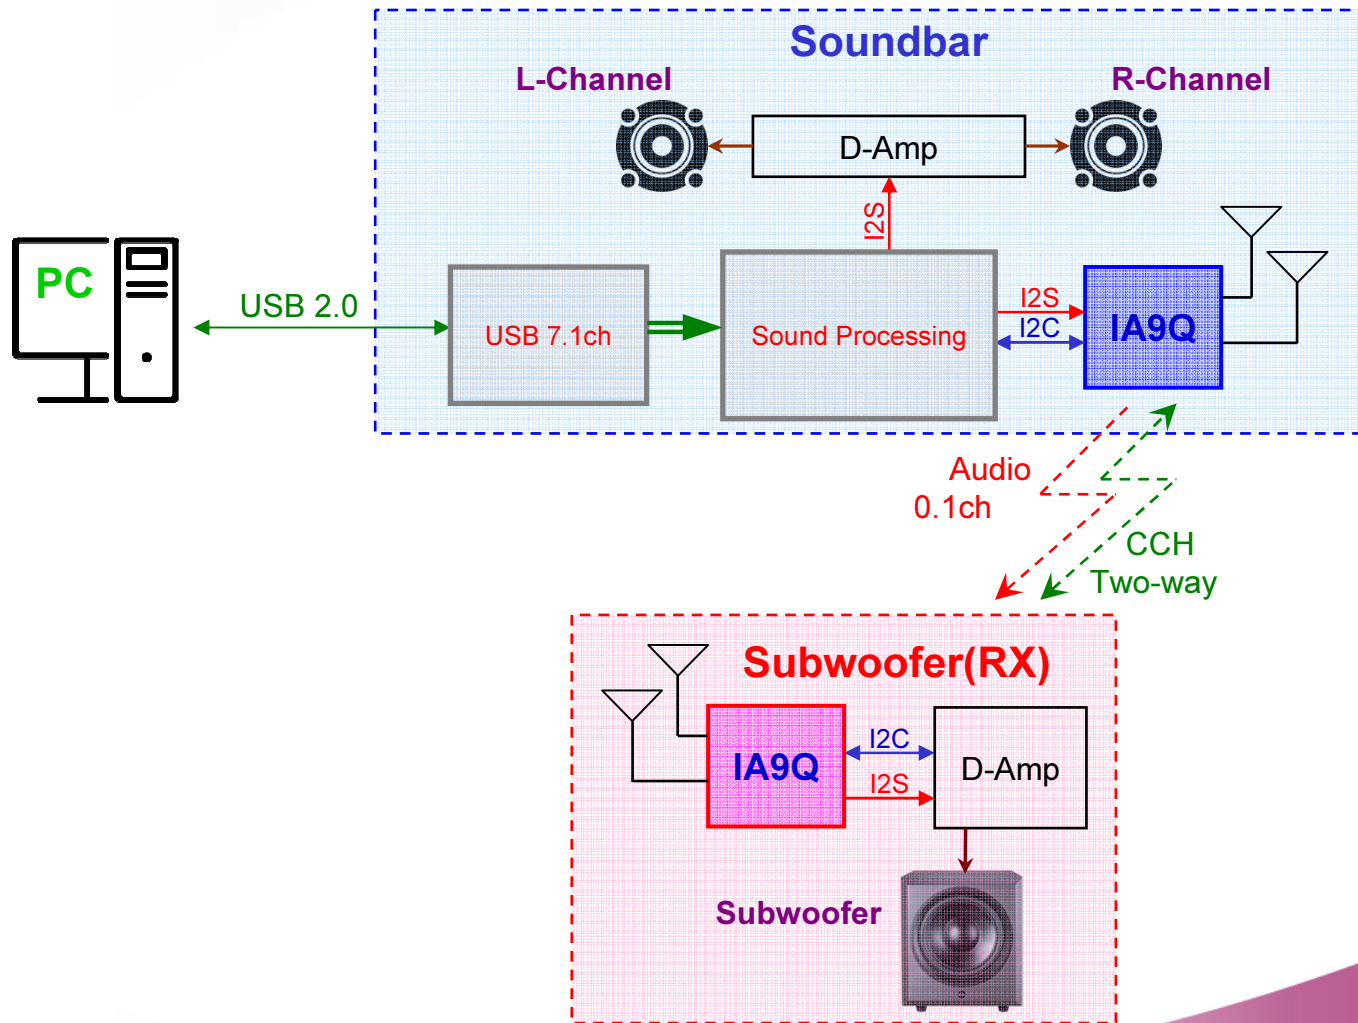 Soundbar
L-Channel
R-Channel
D-Amp
I2S
PC
USB 2.0
USB 7.1ch
Sound Processing
I2S
I2C
IA9Q
Audio
0.1ch
CCH
Two-way
Subwoofer(RX)
IA9Q
I2C
I2S
D-Amp
Subwoofer